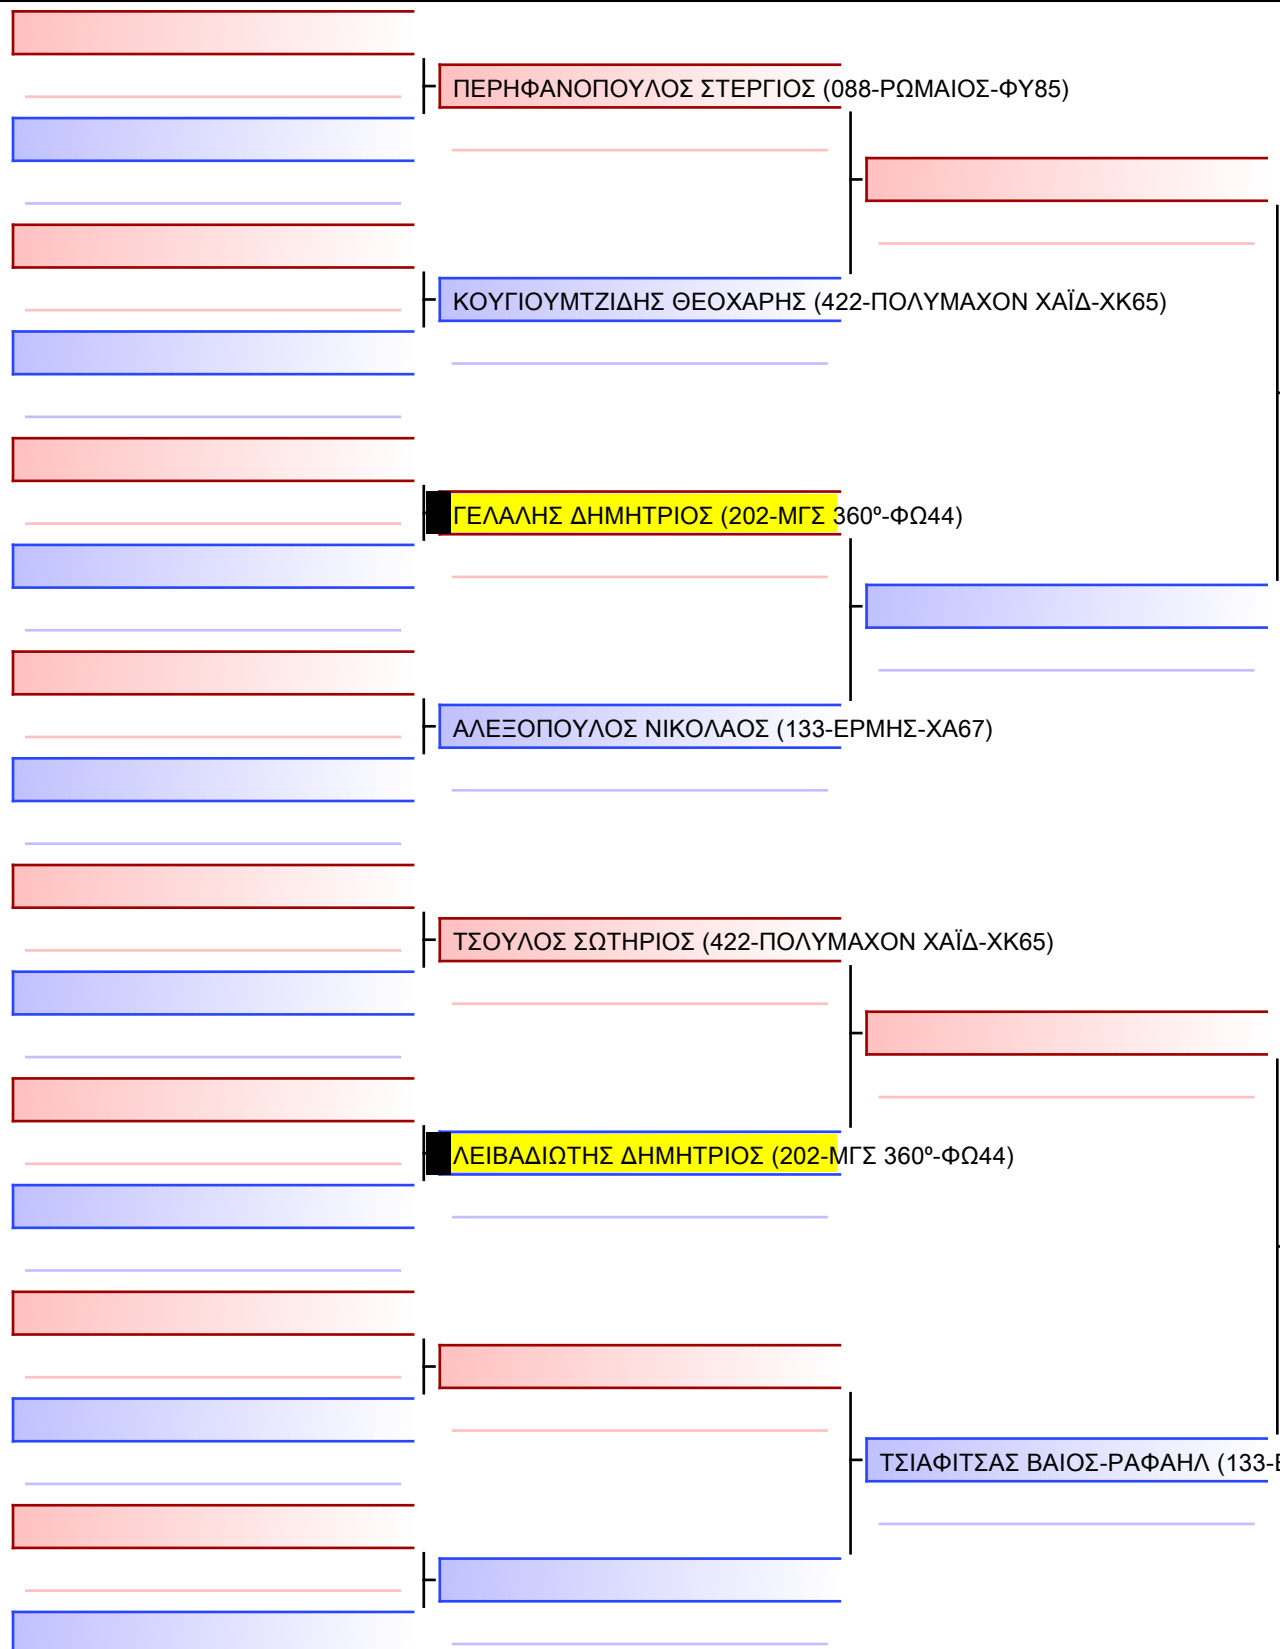 ΠΕΡΗΦΑΝΟΠΟΥΛΟΣ ΣΤΕΡΓΙΟΣ (088-ΡΩΜΑΙΟΣ-ΦΥ85)
ΚΟΥΓΙΟΥΜΤΖΙΔΗΣ ΘΕΟΧΑΡΗΣ (422-ΠΟΛΥΜΑΧΟΝ ΧΑΪΔ-ΧΚ65)
ΓΕΛΑΛΗΣ ΔΗΜΗΤΡΙΟΣ (202-ΜΓΣ 360º-ΦΩ44)
ΑΛΕΞΟΠΟΥΛΟΣ ΝΙΚΟΛΑΟΣ (133-ΕΡΜΗΣ-ΧΑ67)
ΤΣΟΥΛΟΣ ΣΩΤΗΡΙΟΣ (422-ΠΟΛΥΜΑΧΟΝ ΧΑΪΔ-ΧΚ65)
ΛΕΙΒΑΔΙΩΤΗΣ ΔΗΜΗΤΡΙΟΣ (202-ΜΓΣ 360º-ΦΩ44)
ΤΣΙΑΦΙΤΣΑΣ ΒΑΙΟΣ-ΡΑΦΑΗΛ (133-